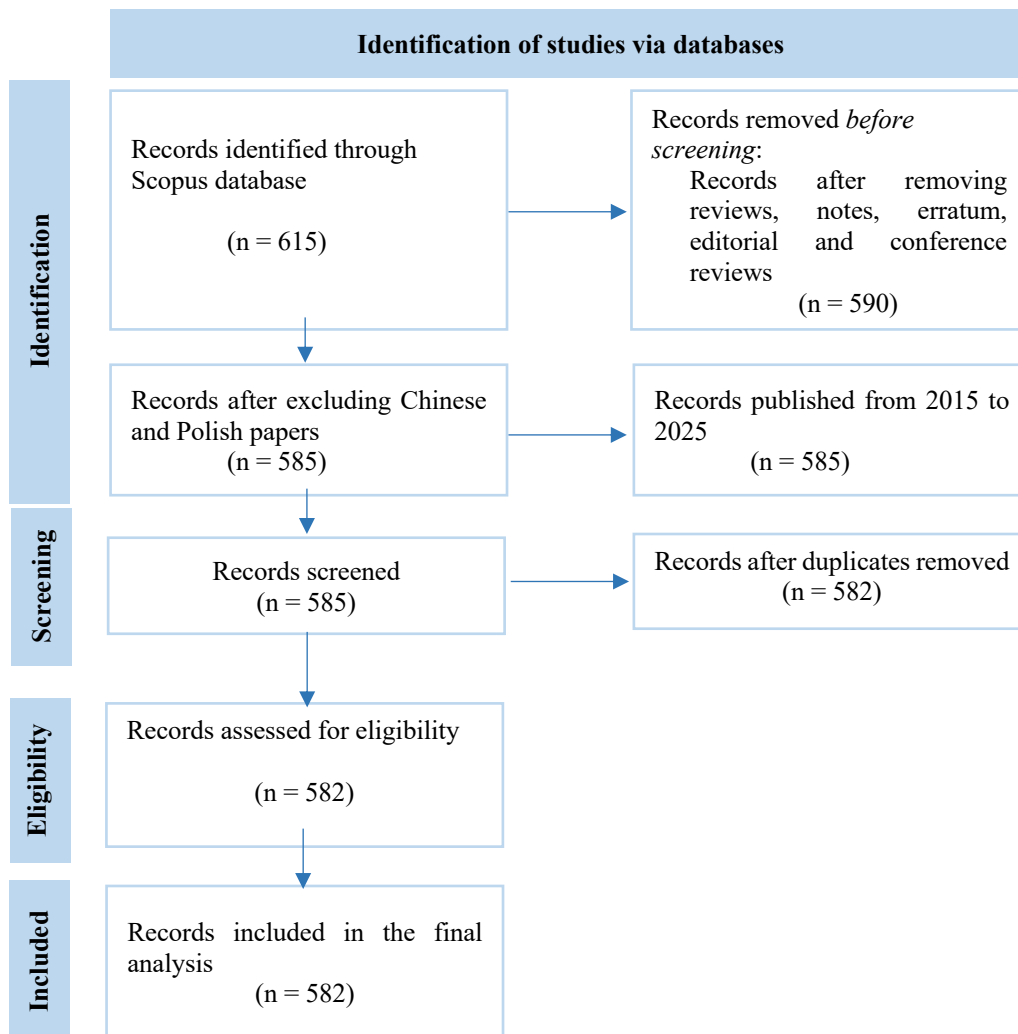 Identification of studies via databases
Identification
Records identified through
Scopus database
(n = 615)
Records removed before
screening:
Records after removing
reviews, notes, erratum,
editorial and conference
reviews
(n = 590)
Records after excluding Chinese
and Polish papers
(n = 585)
Records published from 2015 to
2025
(n = 585)
Screening
Records screened
(n = 585)
Records after duplicates removed
(n = 582)
Eligibility
Records assessed for eligibility
(n = 582)
Included
Records included in the final
analysis
(n = 582)